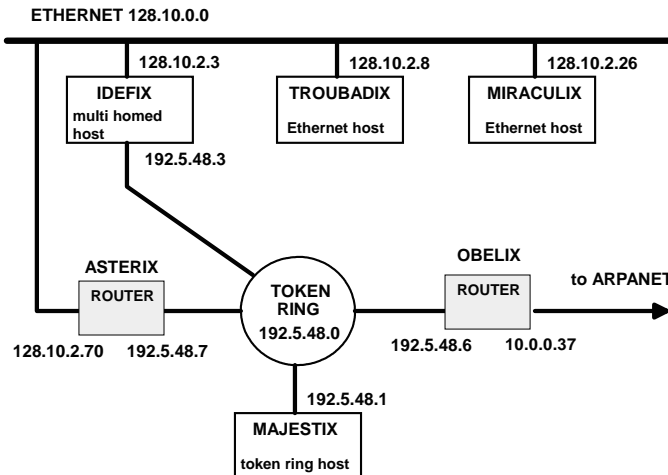 ETHERNET 128.10.0.0
128.10.2.3
128.10.2.8
128.10.2.26
IDEFIX
multi homed
host
TROUBADIX
Ethernet host
MIRACULIX
Ethernet host
192.5.48.3
ASTERIX
ROUTER
128.10.2.70
192.5.48.7
TOKEN
RING
192.5.48.0
OBELIX
ROUTER
192.5.48.6
10.0.0.37
to ARPANET
192.5.48.1
MAJESTIX
token ring host